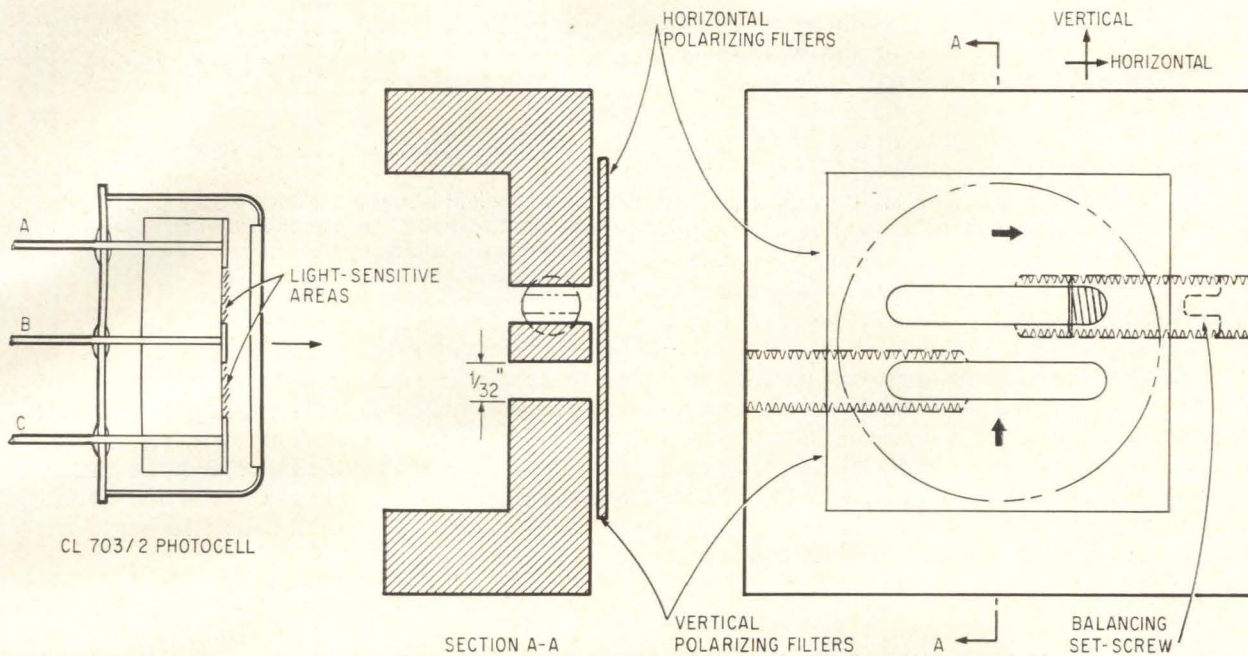 HORIZONTAL
POLARIZING FILTERS
A
VERTICAL
HORIZONTAL
A
B
C
LIGHT-SENSITIVE
AREAS
1/32"
CL 703/2 PHOTOCELL
SECTION A-A
VERTICAL
POLARIZING FILTERS
A
BALANCING
SET-SCREW